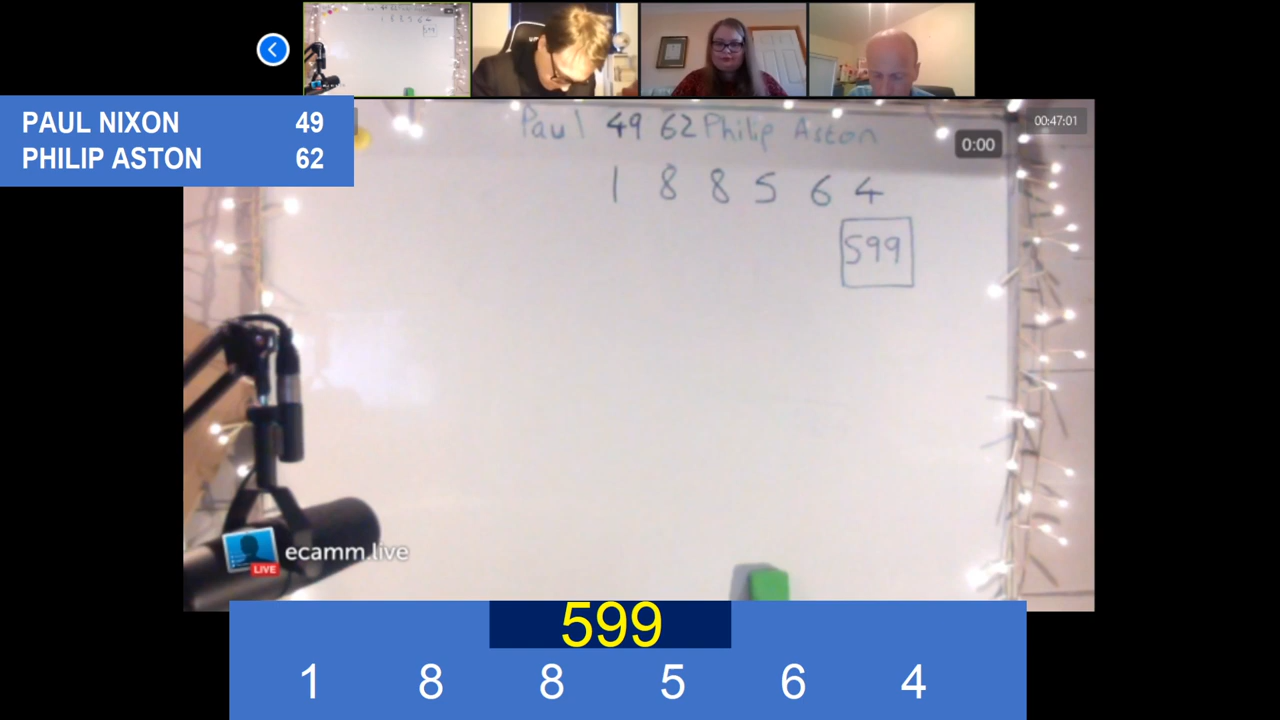 PAUL NIXON 49
PHILIP ASTON 62
Paul 49 62 Philip Aston
00:47:01
0:00
1 8 8 5 6 4
599
ecamm.live
LIVE
599
1 8 8 5 6 4